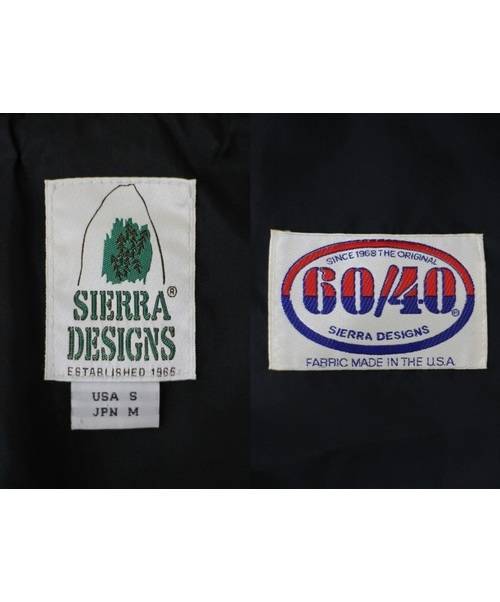 SIERRA®
DESIGNS
ESTABLISHED 1965
USA S
JPN M
SINCE 1968 THE ORIGINAL
60/40®
SIERRA DESIGNS
FABRIC MADE IN THE U.S.A.